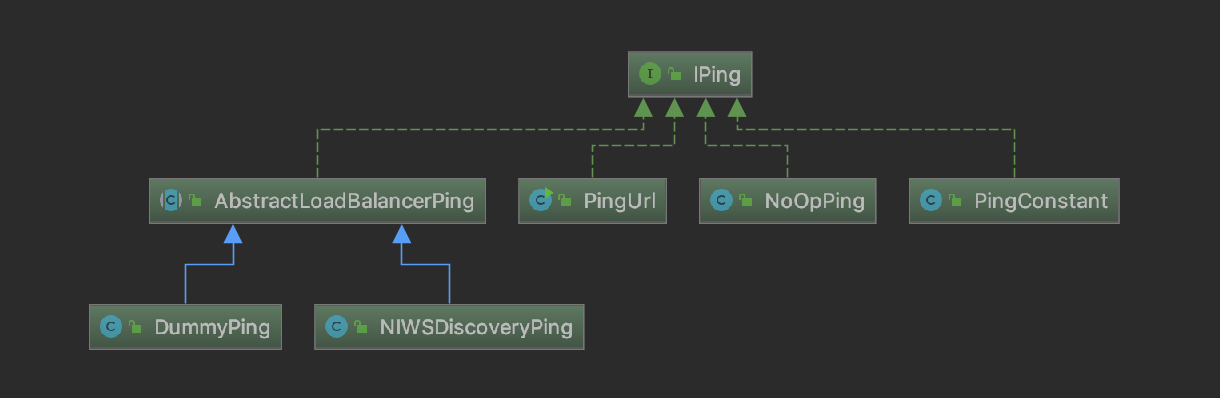 I IPing
C AbstractLoadBalancerPing
C PingUrl
C NoOpPing
C PingConstant
C DummyPing
C NIWSDiscoveryPing